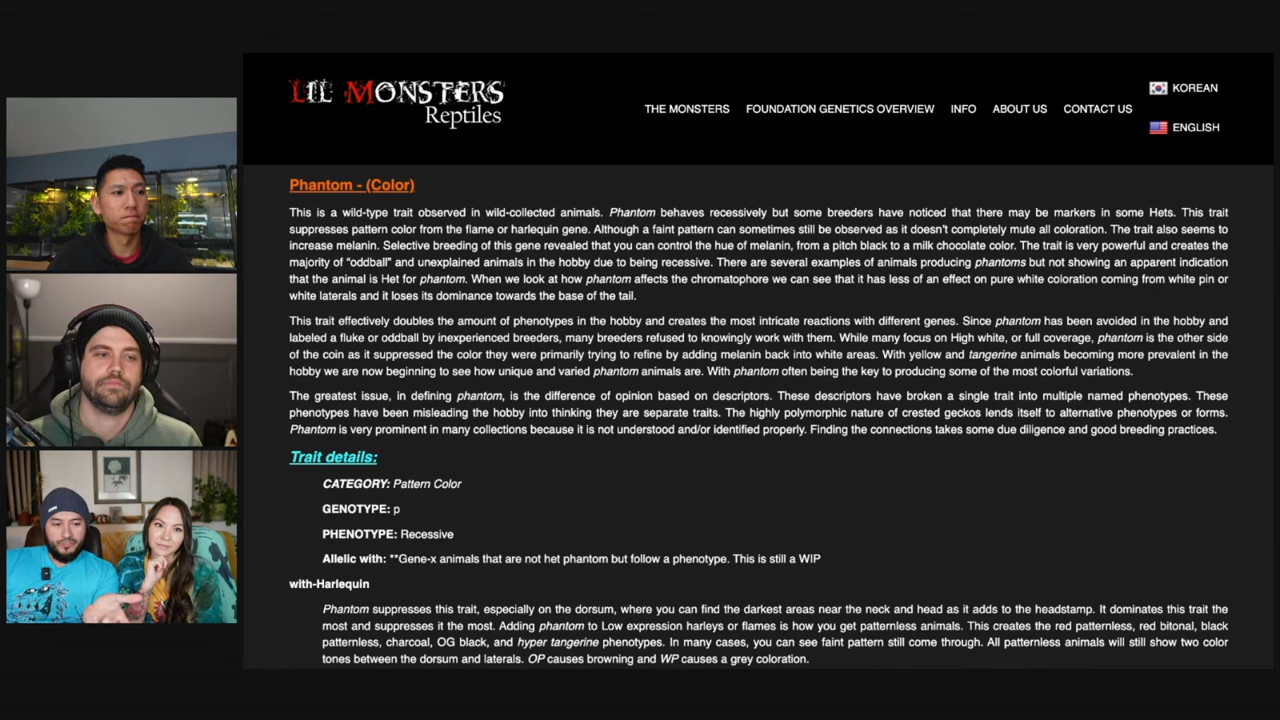 LIL MONSTERS
Reptiles
THE MONSTERS
FOUNDATION GENETICS OVERVIEW
INFO
ABOUT US
CONTACT US
KOREAN
ENGLISH
Phantom - (Color)
This is a wild-type trait observed in wild-collected animals. Phantom behaves recessively but some breeders have noticed that there may be markers in some Hets. This trait
suppresses pattern color from the flame or harlequin gene. Although a faint pattern can sometimes still be observed as it doesn't completely mute all coloration. The trait also seems to
increase melanin. Selective breeding of this gene revealed that you can control the hue of melanin, from a pitch black to a milk chocolate color. The trait is very powerful and creates the
majority of “oddball” and unexplained animals in the hobby due to being recessive. There are several examples of animals producing phantoms but not showing an apparent indication
that the animal is Het for phantom. When we look at how phantom affects the chromatophore we can see that it has less of an effect on pure white coloration coming from white pin or
white laterals and it loses its dominance towards the base of the tail.
This trait effectively doubles the amount of phenotypes in the hobby and creates the most intricate reactions with different genes. Since phantom has been avoided in the hobby and
labeled a fluke or oddball by inexperienced breeders, many breeders refused to knowingly work with them. While many focus on High white, or full coverage, phantom is the other side
of the coin as it suppressed the color they were primarily trying to refine by adding melanin back into white areas. With yellow and tangerine animals becoming more prevalent in the
hobby we are now beginning to see how unique and varied phantom animals are. With phantom often being the key to producing some of the most colorful variations.
The greatest issue, in defining phantom, is the difference of opinion based on descriptors. These descriptors have broken a single trait into multiple named phenotypes. These
phenotypes have been misleading the hobby into thinking they are separate traits. The highly polymorphic nature of crested geckos lends itself to alternative phenotypes or forms.
Phantom is very prominent in many collections because it is not understood and/or identified properly. Finding the connections takes some due diligence and good breeding practices.
Trait details:
CATEGORY: Pattern Color
GENOTYPE: p
PHENOTYPE: Recessive
Allelic with: **Gene-x animals that are not het phantom but follow a phenotype. This is still a WIP
with-Harlequin
Phantom suppresses this trait, especially on the dorsum, where you can find the darkest areas near the neck and head as it adds to the headstamp. It dominates this trait the
most and suppresses it the most. Adding phantom to Low expression harleys or flames is how you get patternless animals. This creates the red patternless, red bitonal, black
patternless, charcoal, OG black, and hyper tangerine phenotypes. In many cases, you can see faint pattern still come through. All patternless animals will still show two color
tones between the dorsum and laterals. OP causes browning and WP causes a grey coloration.